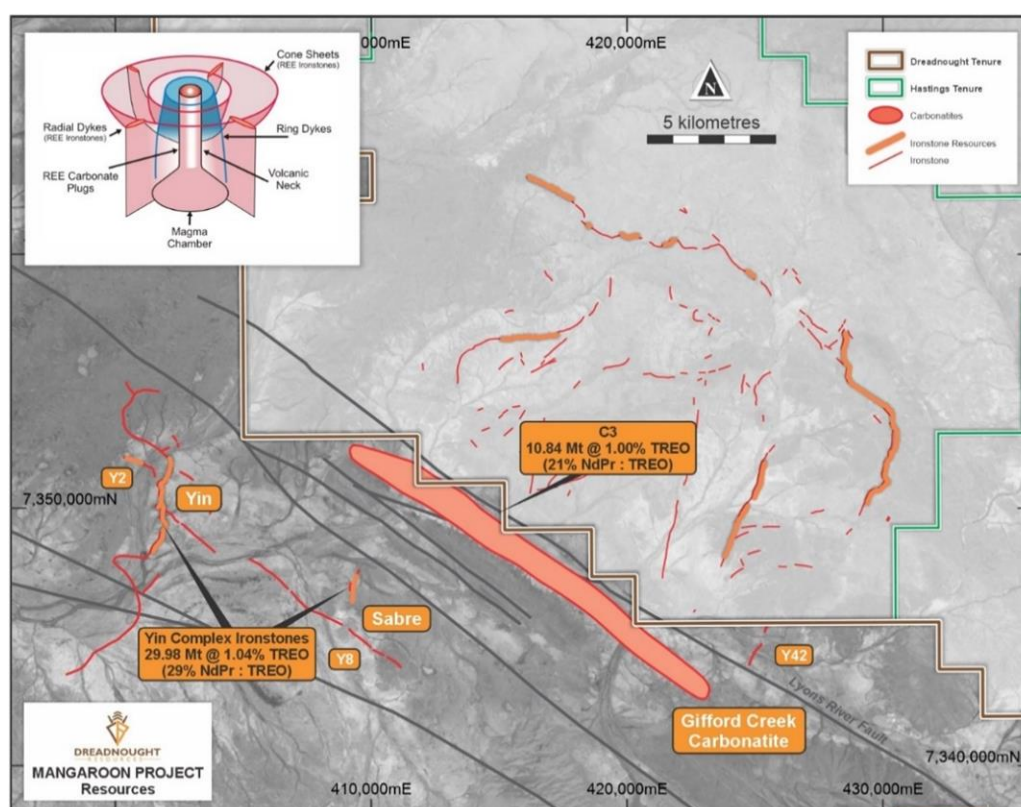 000mE
420,000mE
430,000mE
Cone Sheets
(REE Ironstones)
Radial Dykes
(REE Ironstones)
Ring Dykes
REE Carbonate
Plugs
Volcanic
Neck
Magma
Chamber
N
5 kilometres
Dreadnought Tenure
Hastings Tenure
Carbonatites
Ironstone Resources
Ironstone
C3
10.84 Mt @ 1.00% TREO
(21% NdPr : TREO)
Y2
Yin
7,350,000mN
Sabre
Yin Complex Ironstones
29.98 Mt @ 1.04% TREO
(29% NdPr : TREO)
Y8
Y42
Lyons River Fault
Gifford Creek
Carbonatite
DREADNOUGHT
RESOURCES
MANGAROON PROJECT
Resources
7,340,000mN
410,000mE
420,000mE
430,000mE